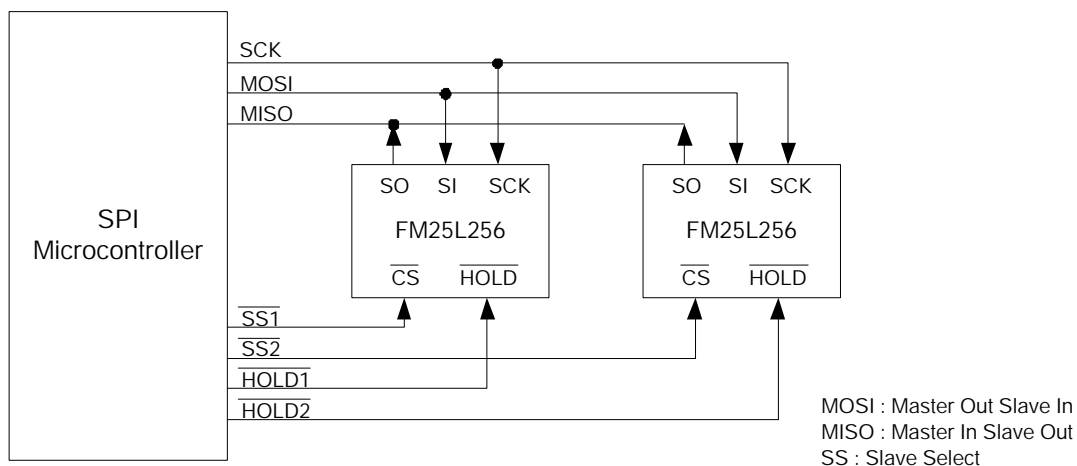 SCK
MOSI
MISO
SO SI SCK
SO SI SCK
SPI
Microcontroller
FM25L256
FM25L256
CS HOLD
CS HOLD
SS1
SS2
HOLD1
HOLD2
MOSI : Master Out Slave In
MISO : Master In Slave Out
SS : Slave Select